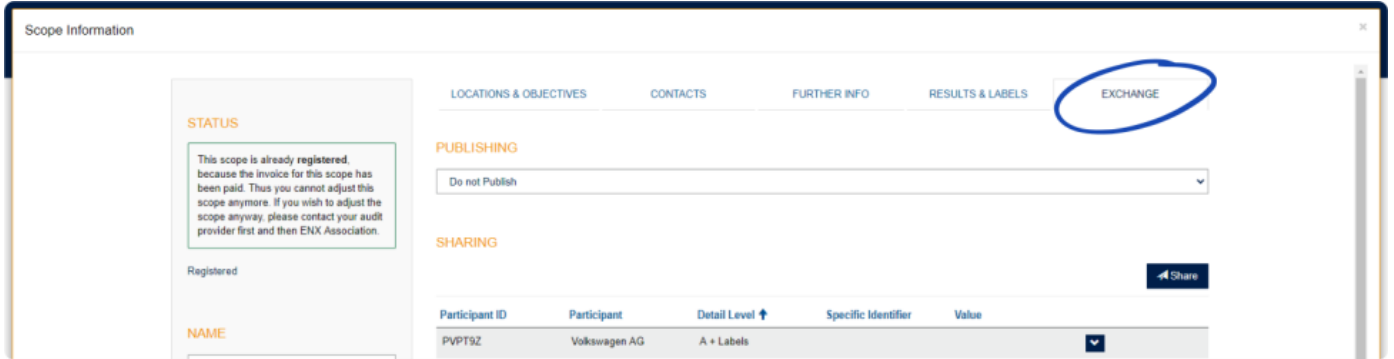 Scope Information
×
LOCATIONS & OBJECTIVES CONTACTS FURTHER INFO RESULTS & LABELS EXCHANGE
STATUS
This scope is already registered,
because the invoice for this scope has
been paid. Thus you cannot adjust this
scope anymore. If you wish to adjust the
scope anyway, please contact your audit
provider first and then ENX Association.
Registered
NAME
PUBLISHING
Do not Publish
SHARING
Share
Participant ID Participant Detail Level Specific Identifier Value
PVPT9Z Volkswagen AG A + Labels